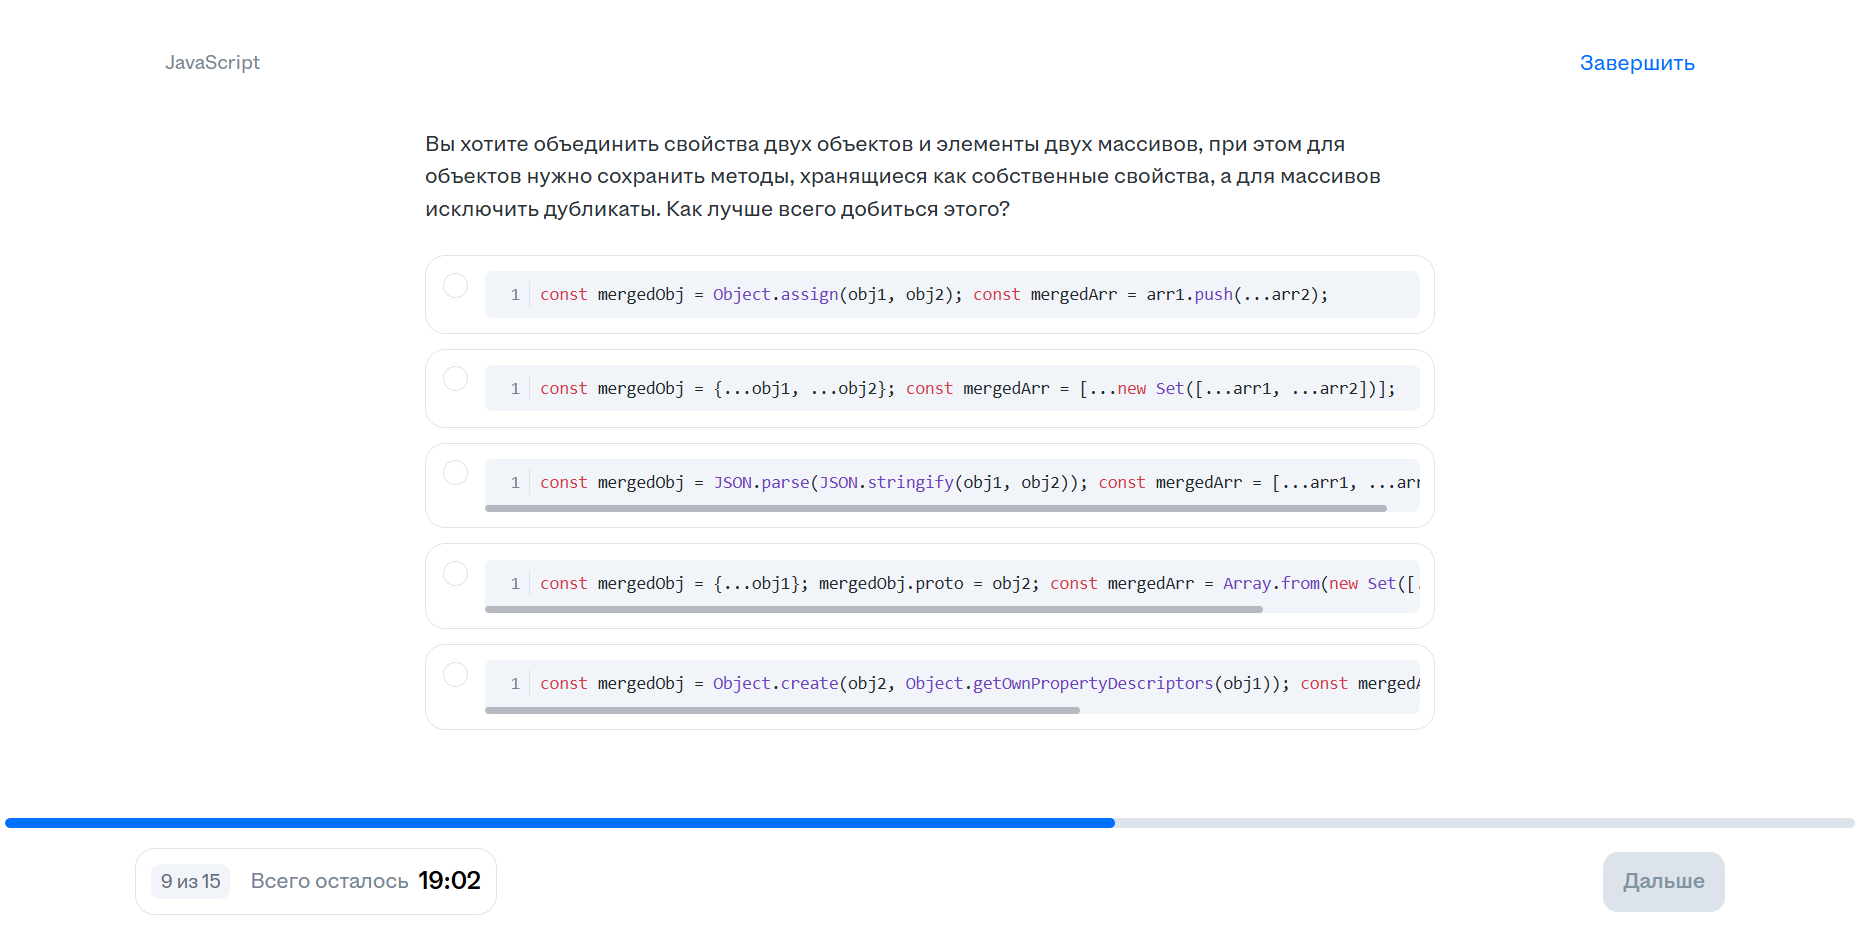 JavaScript
Завершить
Вы хотите объединить свойства двух объектов и элементы двух массивов, при этом для
объектов нужно сохранить методы, хранящиеся как собственные свойства, а для массивов
исключить дубликаты. Как лучше всего добиться этого?
1 const mergedObj = Object.assign(obj1, obj2); const mergedArr = arr1.push(...arr2);
1 const mergedObj = {...obj1, ...obj2}; const mergedArr = [...new Set([...arr1, ...arr2])];
1 const mergedObj = JSON.parse(JSON.stringify(obj1, obj2)); const mergedArr = [...arr1, ...arr
1 const mergedObj = {...obj1}; mergedObj.proto = obj2; const mergedArr = Array.from(new Set([.
1 const mergedObj = Object.create(obj2, Object.getOwnPropertyDescriptors(obj1)); const mergedA
9 из 15
Всего осталось 19:02
Дальше